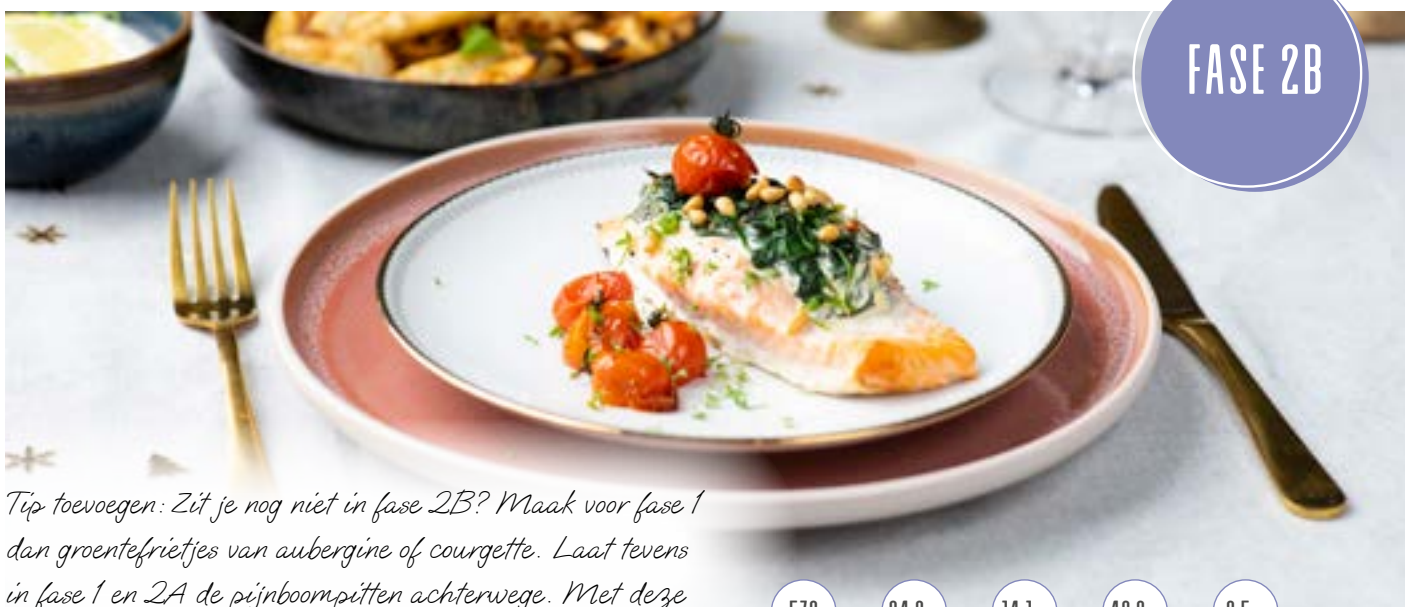 FASE 2B
Tip toevoegen: Zit je nog niet in fase 2B? Maak voor fase 1
dan groentefrietjes van aubergine of courgette. Laat tevens
in fase 1 en 2A de pijnboompitten achterwege. Met deze